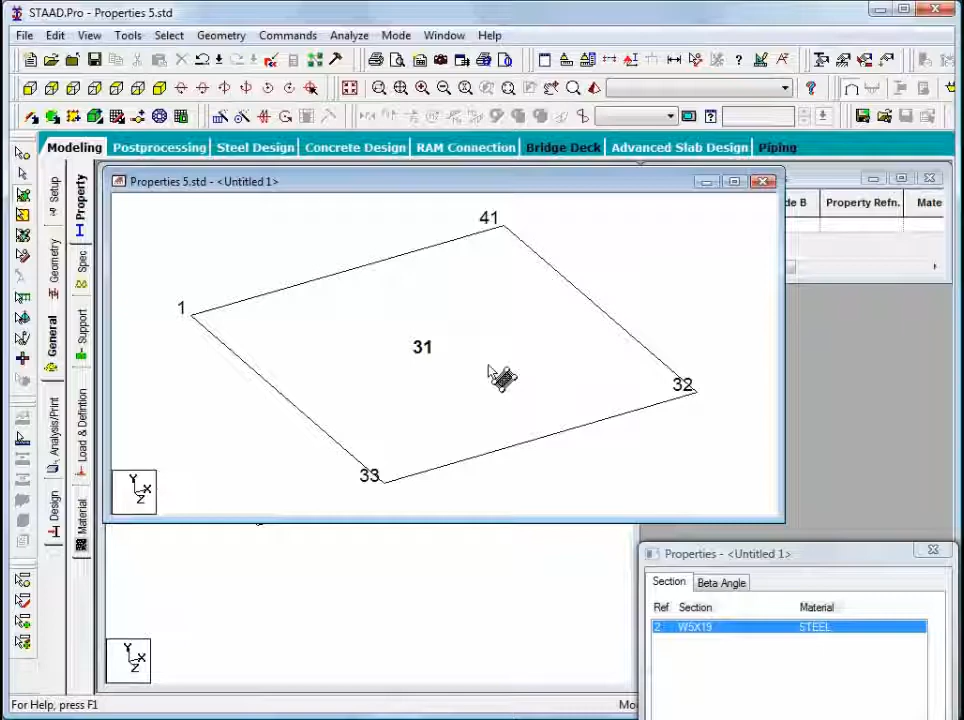 STAAD.Pro - Properties 5.std
File Edit View Tools Select Geometry Commands Analyze Mode Window Help
Modeling Postprocessing Steel Design Concrete Design RAM Connection Bridge Deck Advanced Slab Design Piping
Setup
Geometry
General
Analysis/Print
Design
Property
Spec
Support
Load & Definition
Material
Properties 5.std - <Untitled 1>
de B Property Refn. Mate
41
1
31
32
33
Y
X
Z
Y
X
Z
Properties - <Untitled 1>
Section Beta Angle
Ref Section Material
2 W5X19 STEEL
For Help, press F1
Mo